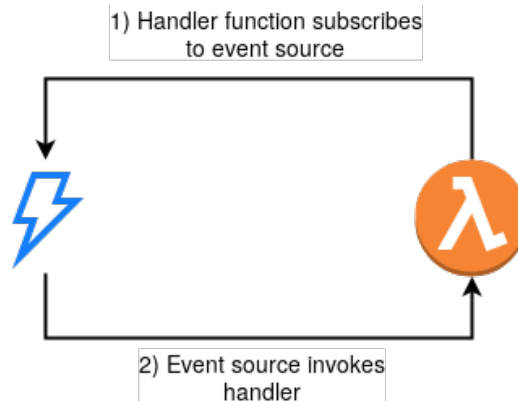 1) Handler function subscribes
to event source
λ
2) Event source invokes
handler